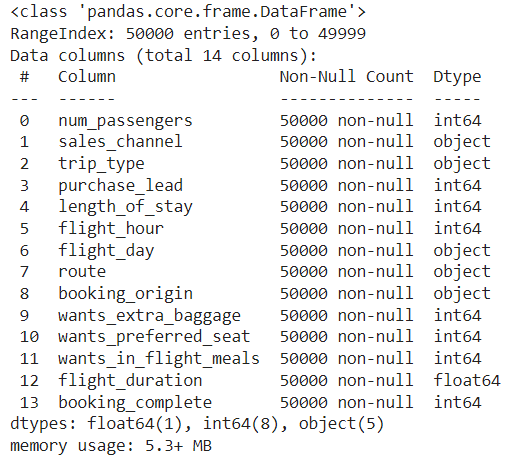 <class 'pandas.core.frame.DataFrame'>
RangeIndex: 50000 entries, 0 to 49999
Data columns (total 14 columns):
 #   Column                 Non-Null Count  Dtype
---  ------                 --------------  -----
 0   num_passengers         50000 non-null  int64
 1   sales_channel          50000 non-null  object
 2   trip_type              50000 non-null  object
 3   purchase_lead          50000 non-null  int64
 4   length_of_stay         50000 non-null  int64
 5   flight_hour            50000 non-null  int64
 6   flight_day             50000 non-null  object
 7   route                  50000 non-null  object
 8   booking_origin         50000 non-null  object
 9   wants_extra_baggage    50000 non-null  int64
 10  wants_preferred_seat   50000 non-null  int64
 11  wants_in_flight_meals  50000 non-null  int64
 12  flight_duration        50000 non-null  float64
 13  booking_complete       50000 non-null  int64
dtypes: float64(1), int64(8), object(5)
memory usage: 5.3+ MB